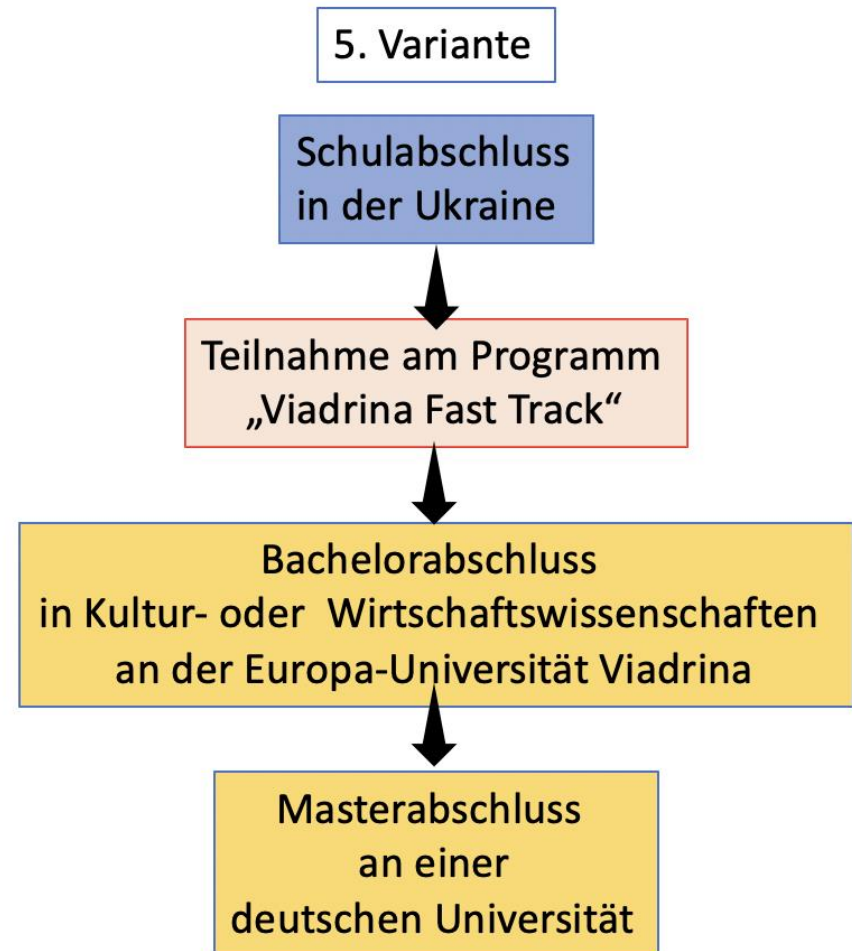 5. Variante
Schulabschluss
in der Ukraine
Teilnahme am Programm
„Viadrina Fast Track“
Bachelorabschluss
in Kultur- oder  Wirtschaftswissenschaften
an der Europa-Universität Viadrina
Masterabschluss
an einer
deutschen Universität